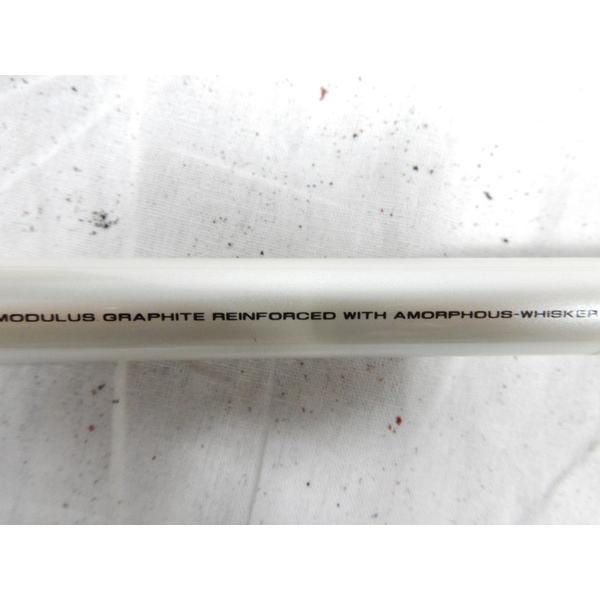 MODULUS GRAPHITE REINFORCED WITH AMORPHOUS-WHISKER